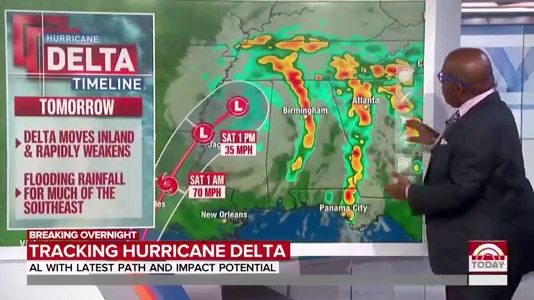 HURRICANE
DELTA
TIMELINE
TOMORROW
DELTA MOVES INLAND
& RAPIDLY WEAKENS
FLOODING RAINFALL
FOR MUCH OF THE
SOUTHEAST
Birmingham
Atlanta
L
L
SAT 1 PM
35 MPH
SAT 1 AM
70 MPH
New Orleans
Panama City
BREAKING OVERNIGHT
TRACKING HURRICANE DELTA
AL WITH LATEST PATH AND IMPACT POTENTIAL
TODAY